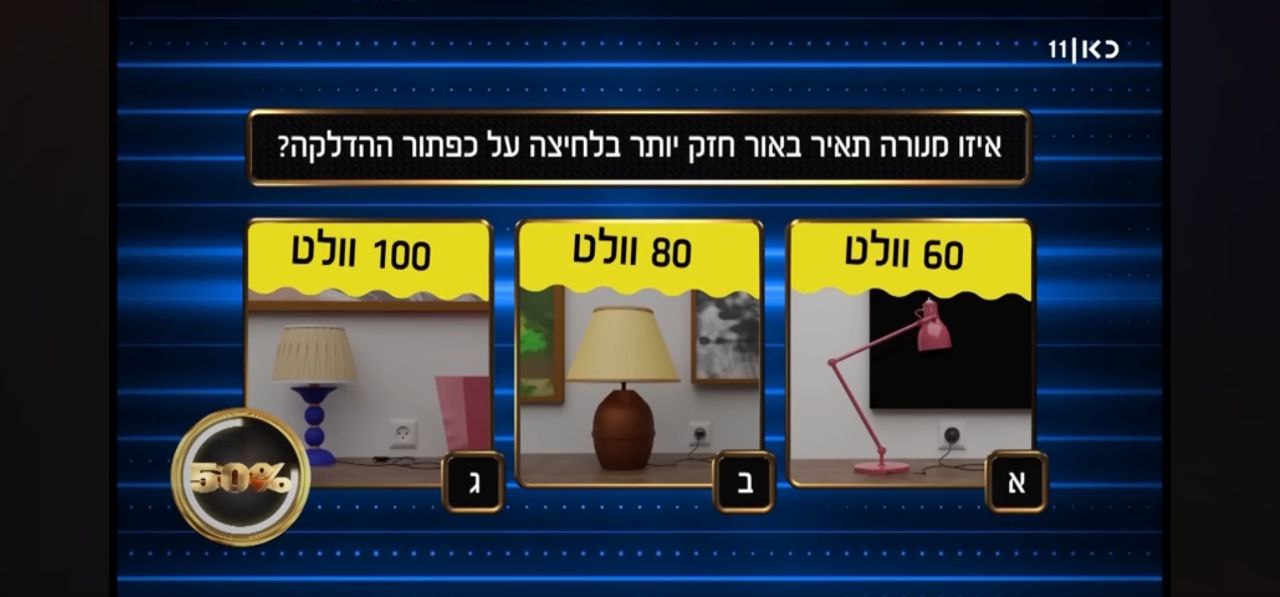 כאן|11
איזו מנורה תאיר באור חזק יותר בלחיצה על כפתור ההדלקה?
60 וולט
80 וולט
100 וולט
א
ב
ג
50%